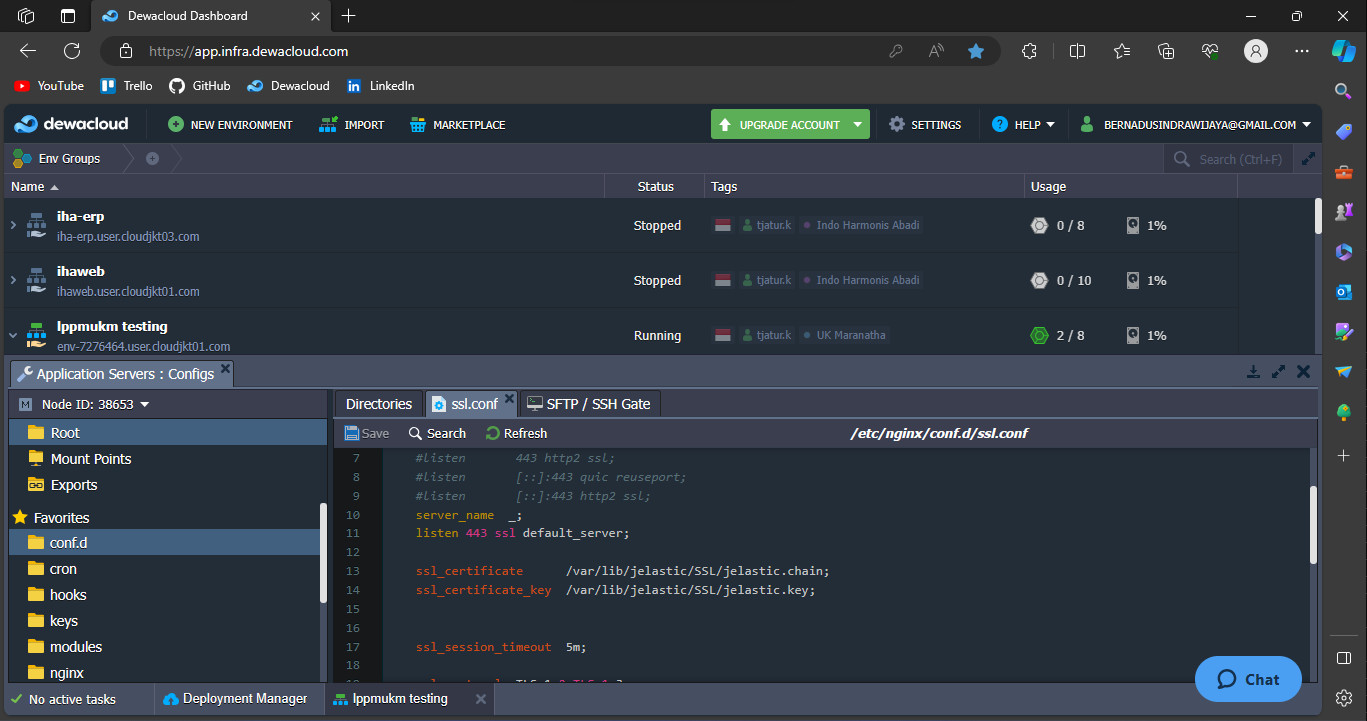 Dewacloud Dashboard
https://app.infra.dewacloud.com
YouTube Trello GitHub Dewacloud LinkedIn
dewacloud NEW ENVIRONMENT IMPORT MARKETPLACE UPGRADE ACCOUNT SETTINGS HELP BERNADUSINDRAWIJAYA@GMAIL.COM
Env Groups Search (Ctrl+F)
Name Status Tags Usage
iha-erp
iha-erp.user.cloudjkt03.com
Stopped tjatur.k Indo Harmonis Abadi 0 / 8 1%
ihaweb
ihaweb.user.cloudjkt01.com
Stopped tjatur.k Indo Harmonis Abadi 0 / 10 1%
lppmukm testing
env-7276464.user.cloudjkt01.com
Running tjatur.k UK Maranatha 2 / 8 1%
Application Servers : Configs
M Node ID: 38653
Root
Mount Points
Exports
Favorites
conf.d
cron
hooks
keys
modules
nginx
Directories ssl.conf SFTP / SSH Gate
Save Search Refresh /etc/nginx/conf.d/ssl.conf
7 #listen 443 http2 ssl;
8 #listen [::]:443 quic reuseport;
9 #listen [::]:443 http2 ssl;
10 server_name _;
11 listen 443 ssl default_server;
12
13 ssl_certificate /var/lib/jelastic/SSL/jelastic.chain;
14 ssl_certificate_key /var/lib/jelastic/SSL/jelastic.key;
15
16
17 ssl_session_timeout 5m;
18
Chat
No active tasks Deployment Manager lppmukm testing